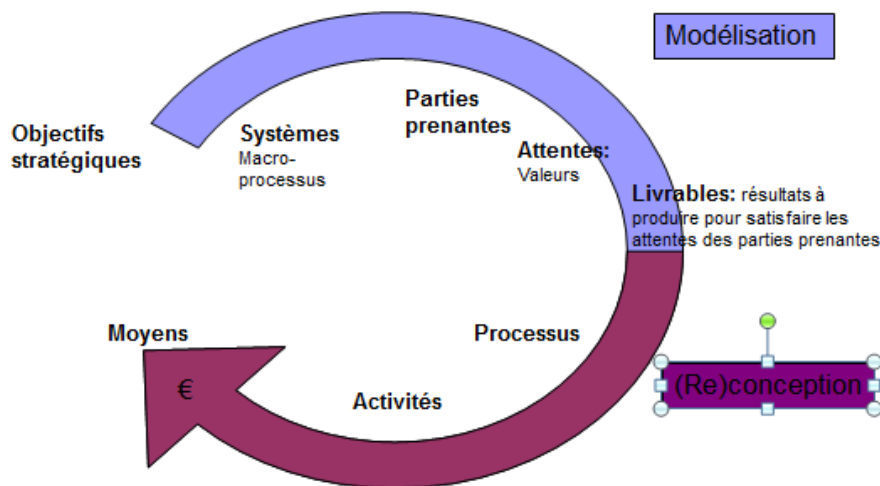 Modélisation
Parties
prenantes
Objectifs
stratégiques
Systèmes
Macro-
processus
Attentes:
Valeurs
Livrables: résultats à
produire pour satisfaire les
attentes des parties prenantes
Moyens
Processus
(Re)conception
€
Activités